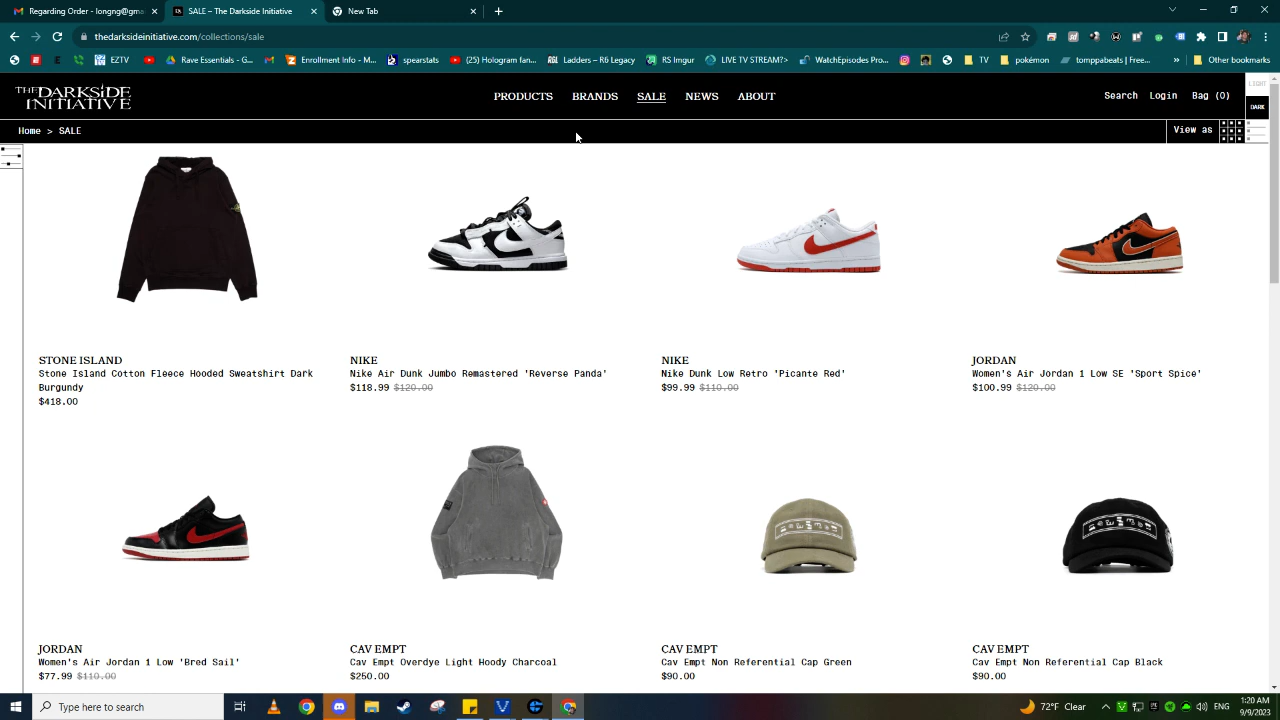 Regarding Order - longng@gma
SALE – The Darkside Initiative
New Tab
thedarksideinitiative.com/collections/sale
EZTV
Rave Essentials - G...
Enrollment Info - M...
spearstats
(25) Hologram fan...
Ladders – R6 Legacy
RS Imgur
LIVE TV STREAM?>
WatchEpisodes Pro...
TV
pokémon
tomppabeats | Free...
Other bookmarks
THE DARKSIDE INITIATIVE
PRODUCTS BRANDS SALE NEWS ABOUT
Search Login Bag (0)
LIGHT
DARK
Home > SALE
View as
STONE ISLAND
Stone Island Cotton Fleece Hooded Sweatshirt Dark
Burgundy
$418.00
NIKE
Nike Air Dunk Jumbo Remastered 'Reverse Panda'
$118.99 $120.00
NIKE
Nike Dunk Low Retro 'Picante Red'
$99.99 $110.00
JORDAN
Women's Air Jordan 1 Low SE 'Sport Spice'
$100.99 $120.00
JORDAN
Women's Air Jordan 1 Low 'Bred Sail'
$77.99 $110.00
CAV EMPT
Cav Empt Overdye Light Hoody Charcoal
$250.00
CAV EMPT
Cav Empt Non Referential Cap Green
$90.00
CAV EMPT
Cav Empt Non Referential Cap Black
$90.00
Type here to search
72°F Clear
ENG
1:20 AM
9/9/2023